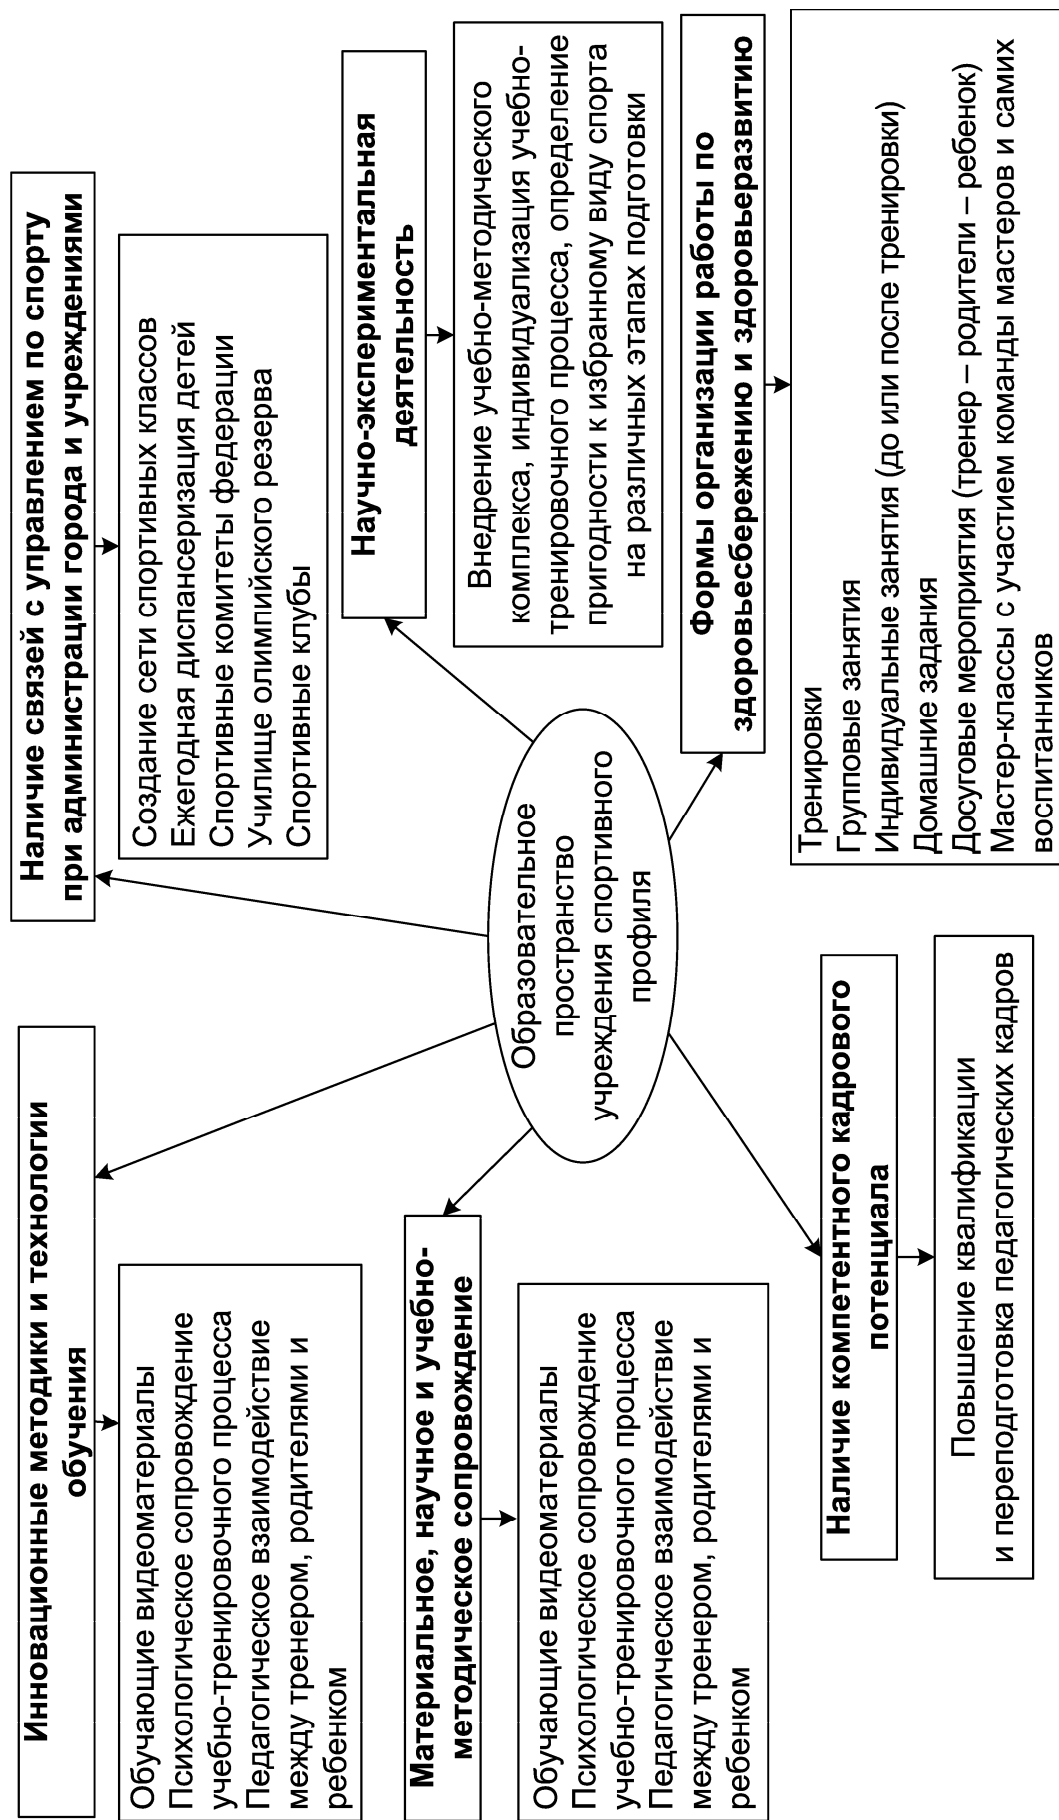 Инновационные методики и технологии
обучения
Обучающие видеоматериалы
Психологическое сопровождение
учебно-тренировочного процесса
Педагогическое взаимодействие
между тренером, родителями и
ребенком
Наличие связей с управлением по спорту
при администрации города и учреждениями
Создание сети спортивных классов
Ежегодная диспансеризация детей
Спортивные комитеты федерации
Училище олимпийского резерва
Спортивные клубы
Материальное, научное и учебно-
методическое сопровождение
Обучающие видеоматериалы
Психологическое сопровождение
учебно-тренировочного процесса
Педагогическое взаимодействие
между тренером, родителями и
ребенком
Образовательное
пространство
учреждения спортивного
профиля
Научно-экспериментальная
деятельность
Внедрение учебно-методического
комплекса, индивидуализация учебно-
тренировочного процесса, определение
пригодности к избранному виду спорта
на различных этапах подготовки
Наличие компетентного кадрового
потенциала
Повышение квалификации
и переподготовка педагогических кадров
Формы организации работы по
здоровьесбережению и здоровьеразвитию
Тренировки
Групповые занятия
Индивидуальные занятия (до или после тренировки)
Домашние задания
Досуговые мероприятия (тренер – родители – ребенок)
Мастер-классы с участием команды мастеров и самих
воспитанников